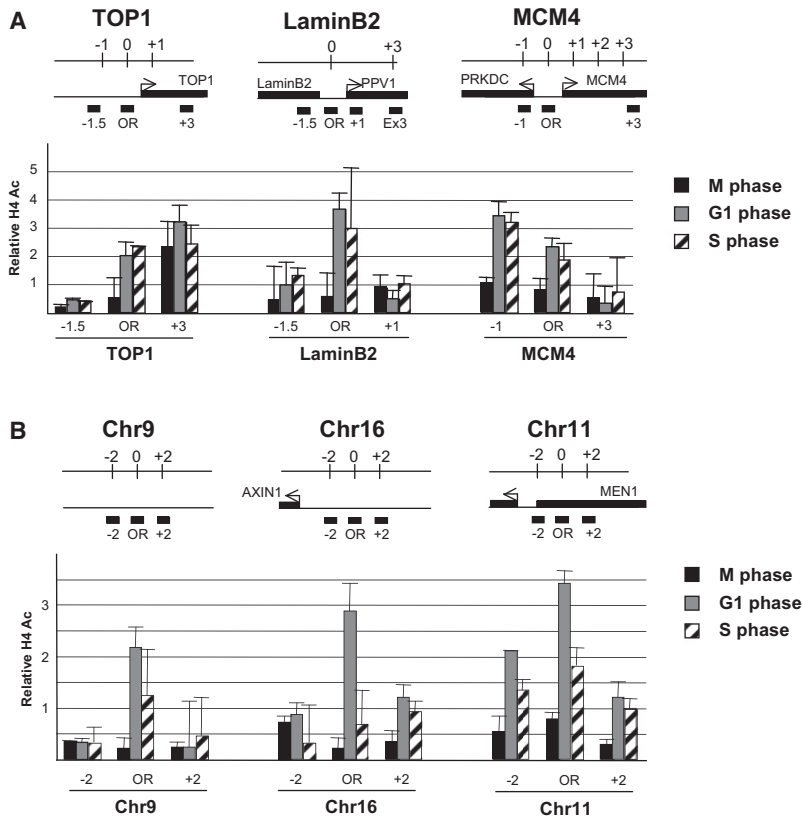 A
TOP1 LaminB2 MCM4
-1 0 +1 0 +3 -1 0 +1 +2 +3
TOP1 LaminB2 PPV1 PRKDC MCM4
-1.5 OR +3 -1.5 OR +1 Ex3 -1 OR +3
Relative H4 Ac
5
4
3
2
1
M phase
G1 phase
S phase
-1.5 OR +3 -1.5 OR +1 -1 OR +3
TOP1 LaminB2 MCM4
B
Chr9 Chr16 Chr11
-2 0 +2 -2 0 +2 -2 0 +2
AXIN1 MEN1
-2 OR +2 -2 OR +2 -2 OR +2
Relative H4 Ac
3
2
1
M phase
G1 phase
S phase
-2 OR +2 -2 OR +2 -2 OR +2
Chr9 Chr16 Chr11